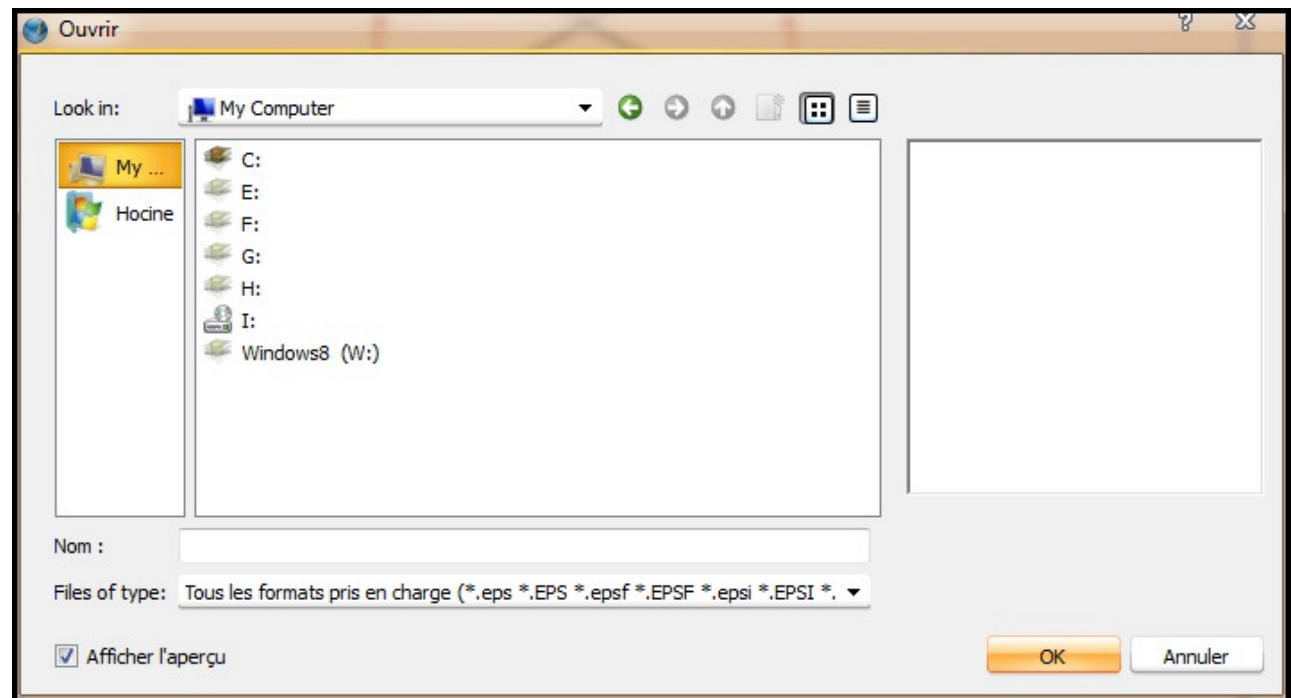 Ouvrir
Look in: My Computer
My ...
Hocine
C:
E:
F:
G:
H:
I:
Windows8 (W:)
Nom :
Files of type: Tous les formats pris en charge (*.eps *.EPS *.epsf *.EPSF *.epsi *.EPSI *.
Afficher l'aperçu
OK Annuler